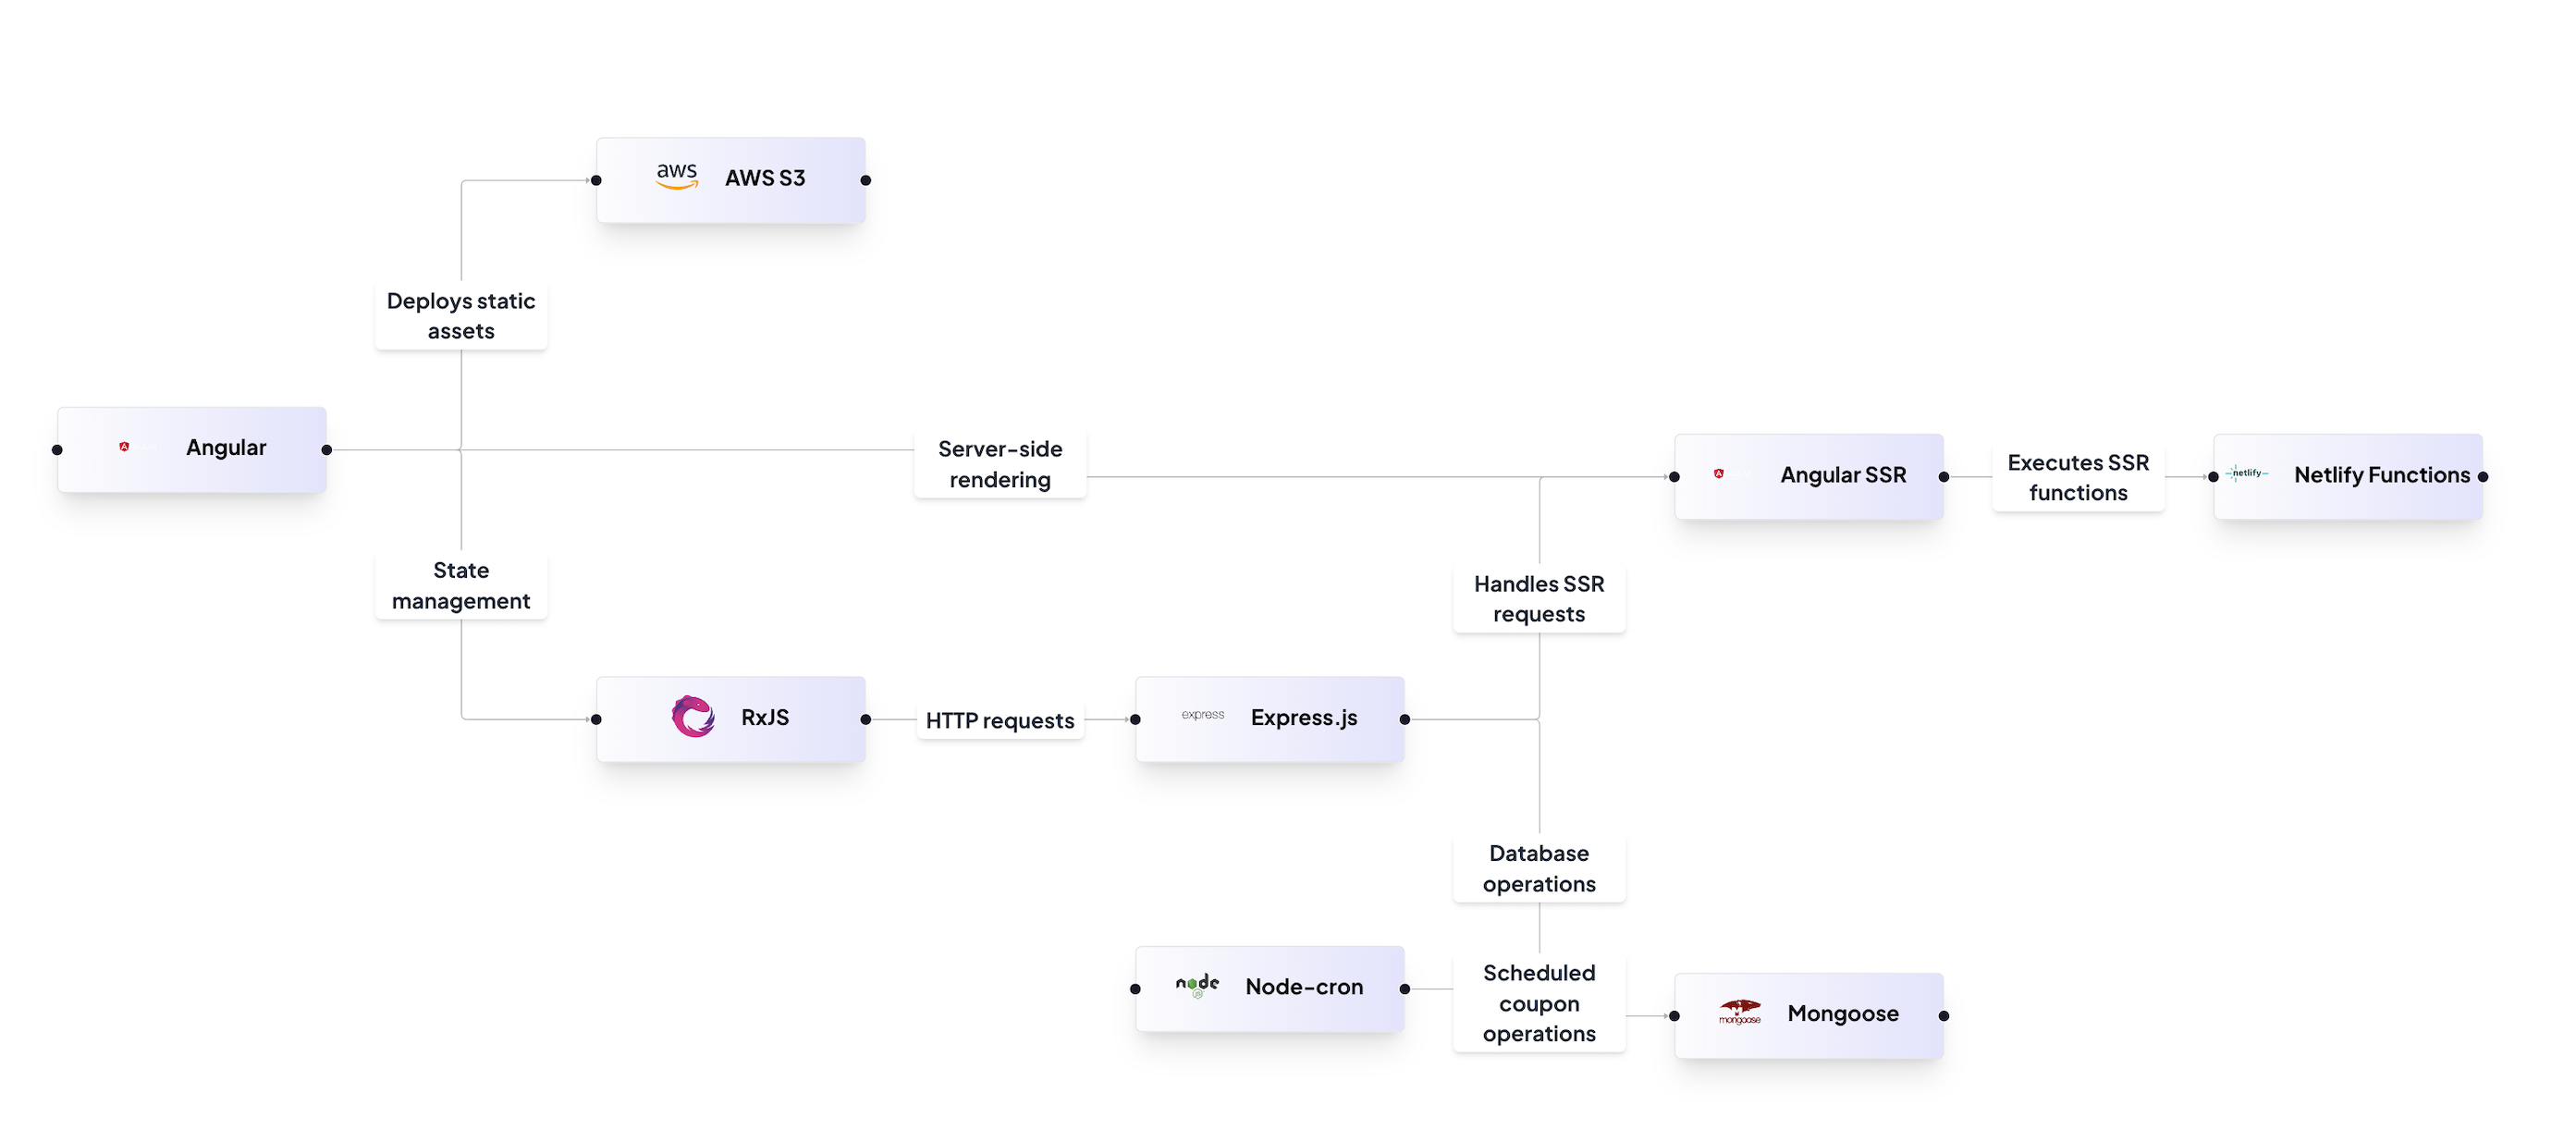 aws
AWS S3
Deploys static
assets
Angular
Server-side
rendering
Angular SSR
Executes SSR
functions
netlify
Netlify Functions
State
management
Handles SSR
requests
RxJS
HTTP requests
express
Express.js
Database
operations
node
JS
Node-cron
Scheduled
coupon
operations
mongoose
Mongoose